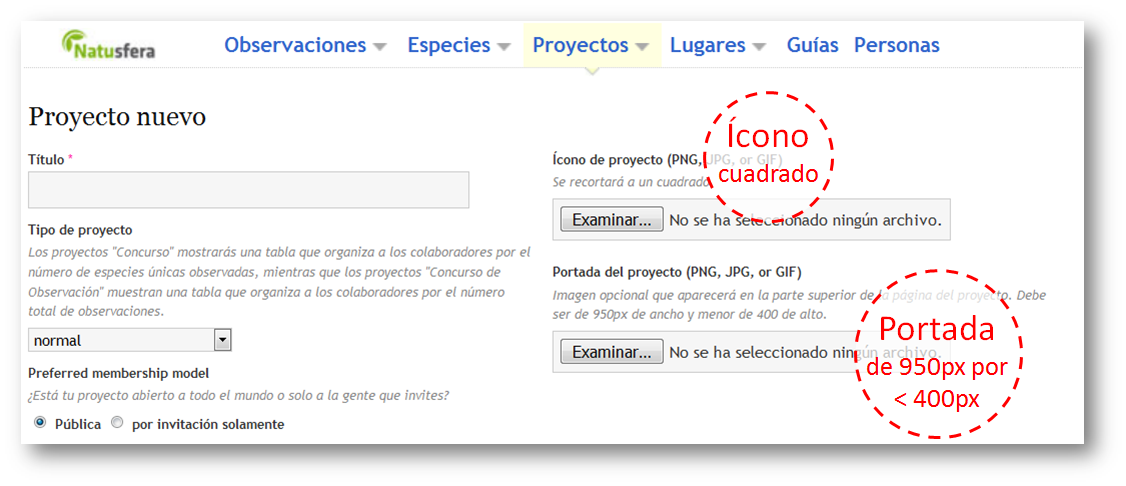 Natusfera
Observaciones Especies Proyectos Lugares Guías Personas
Proyecto nuevo
Título *
Tipo de proyecto
Los proyectos "Concurso" mostrarás una tabla que organiza a los colaboradores por el
número de especies únicas observadas, mientras que los proyectos "Concurso de
Observación" muestran una tabla que organiza a los colaboradores por el número
total de observaciones.
normal
Preferred membership model
¿Está tu proyecto abierto a todo el mundo o solo a la gente que invites?
Pública por invitación solamente
Ícono de proyecto (PNG, JPG, or GIF)
Se recortará a un cuadrado
Examinar... No se ha seleccionado ningún archivo.
Ícono
cuadrado
Portada del proyecto (PNG, JPG, or GIF)
Imagen opcional que aparecerá en la parte superior de la página del proyecto. Debe
ser de 950px de ancho y menor de 400 de alto.
Examinar... No se ha seleccionado ningún archivo.
Portada
de 950px por
< 400px